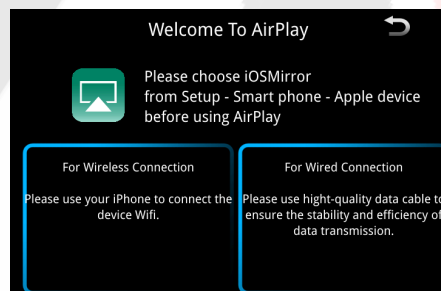 Welcome To AirPlay
Please choose iOSMirror
from Setup - Smart phone - Apple device
before using AirPlay
For Wireless Connection
Please use your iPhone to connect the
device Wifi.
For Wired Connection
Please use hight-quality data cable to
ensure the stability and efficiency of
data transmission.